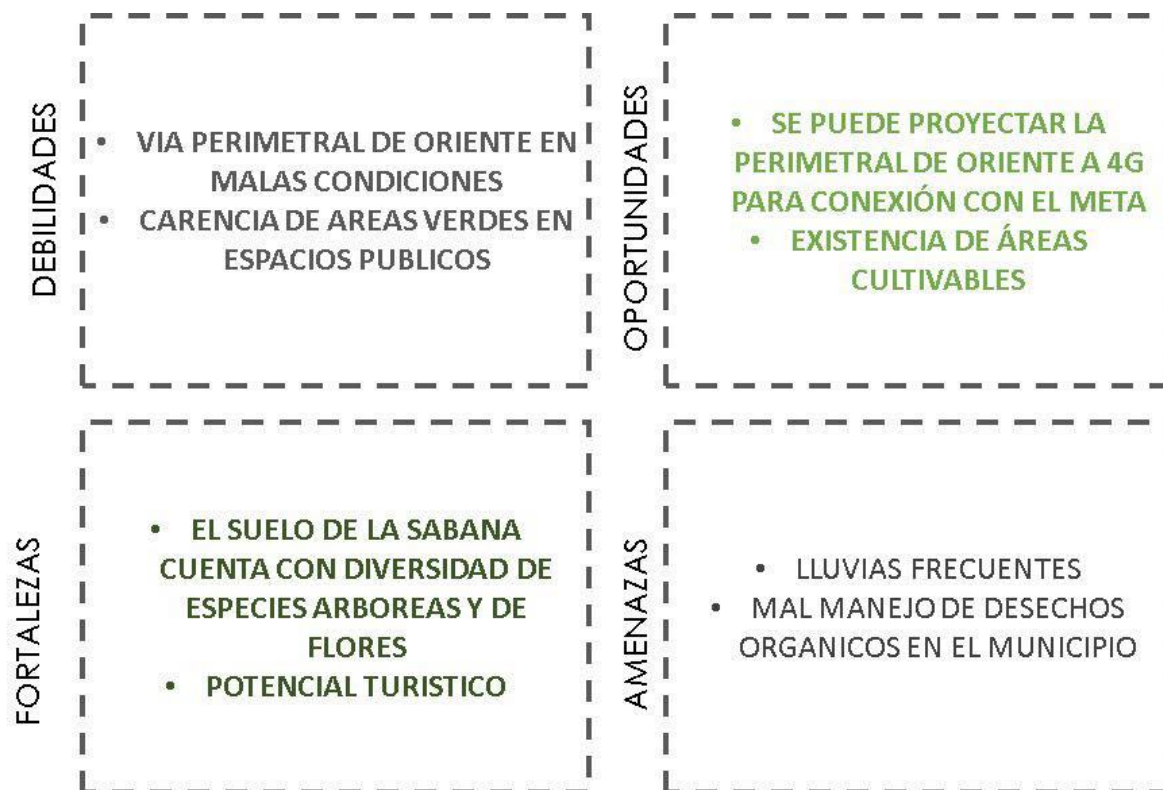 DEBILIDADES
• VIA PERIMETRAL DE ORIENTE EN
MALAS CONDICIONES
• CARENCIA DE AREAS VERDES EN
ESPACIOS PUBLICOS
OPORTUNIDADES
• SE PUEDE PROYECTAR LA
PERIMETRAL DE ORIENTE A 4G
PARA CONEXIÓN CON EL META
• EXISTENCIA DE ÁREAS
CULTIVABLES
FORTALEZAS
• EL SUELO DE LA SABANA
CUENTA CON DIVERSIDAD DE
ESPECIES ARBOREAS Y DE
FLORES
• POTENCIAL TURISTICO
AMENAZAS
• LLUVIAS FRECUENTES
• MAL MANEJO DE DESECHOS
ORGANICOS EN EL MUNICIPIO